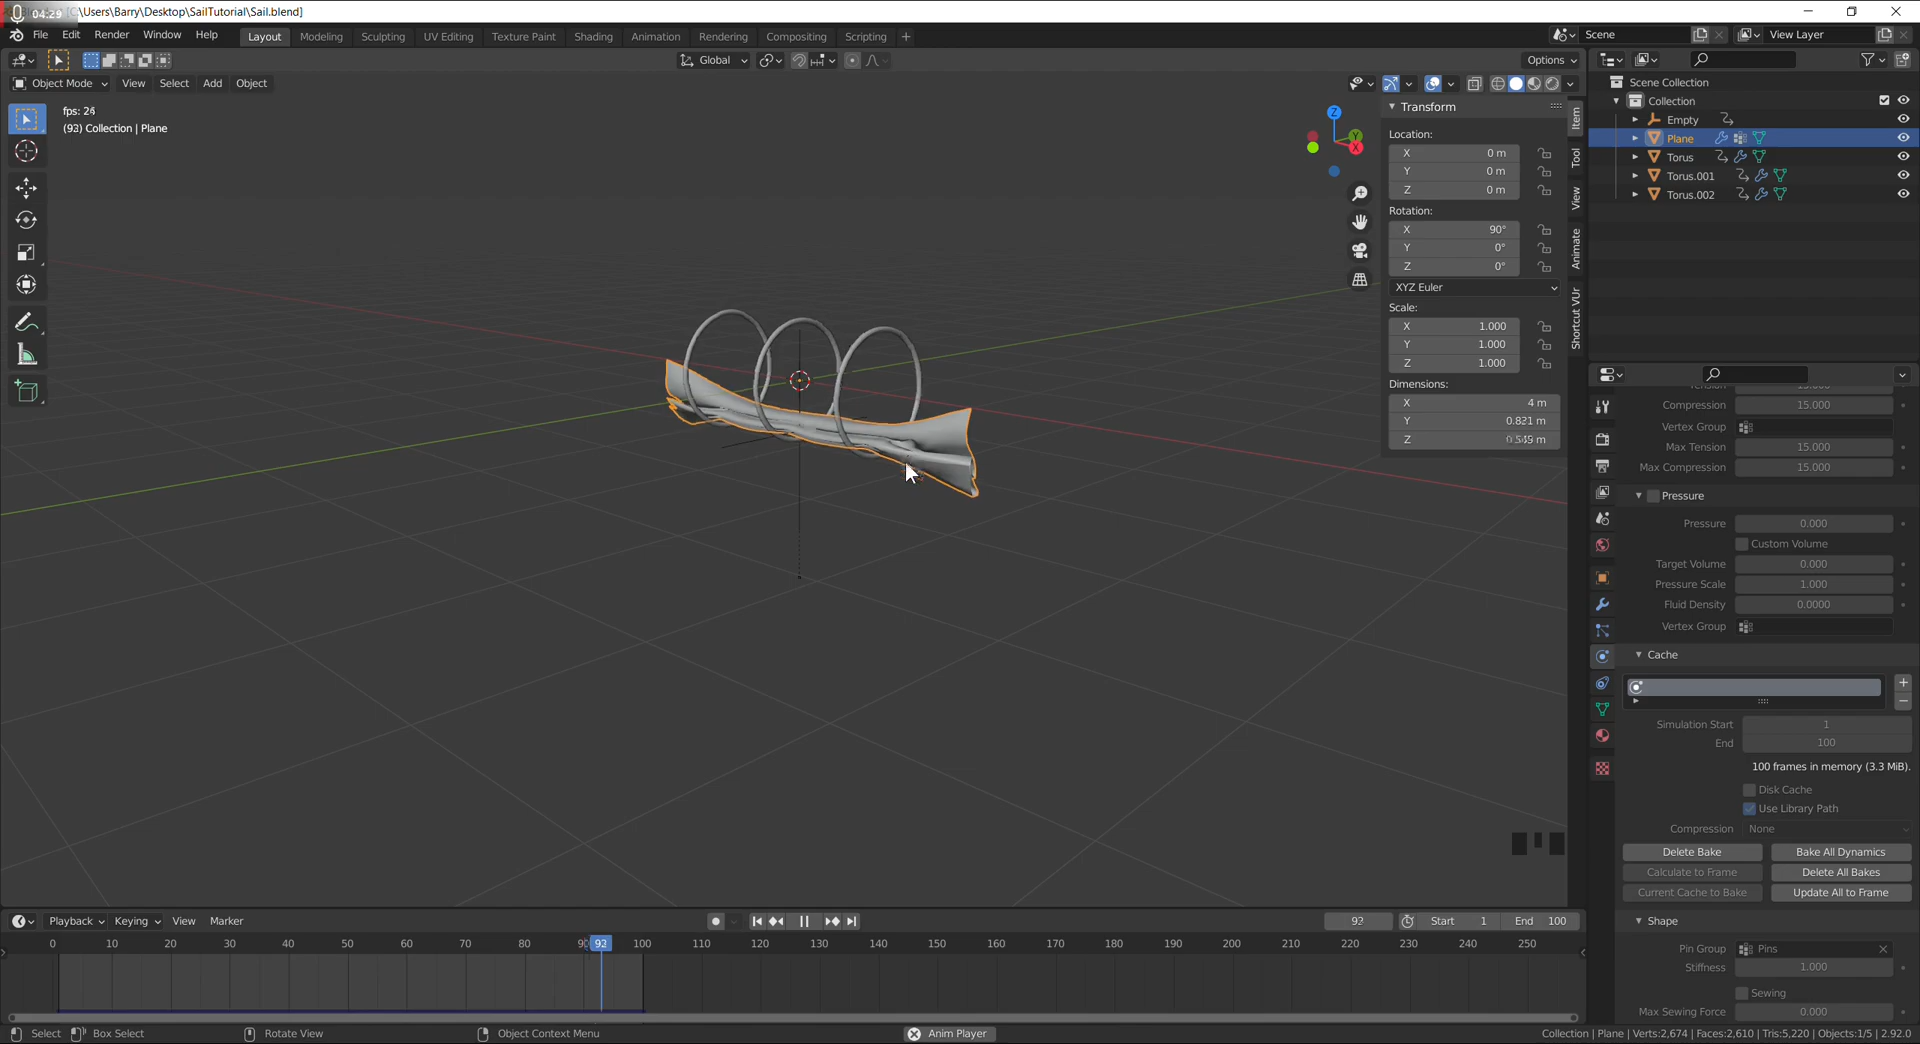 04:29
C:\Users\Barry\Desktop\SailTutorial\Sail.blend]
File Edit Render Window Help Layout Modeling Sculpting UV Editing Texture Paint Shading Animation Rendering Compositing Scripting + Scene View Layer
Global Options
Object Mode View Select Add Object
fps: 24
(93) Collection | Plane
Z
Y
X
Transform
Location:
X 0 m
Y 0 m
Z 0 m
Rotation:
X 90°
Y 0°
Z 0°
XYZ Euler
Scale:
X 1.000
Y 1.000
Z 1.000
Dimensions:
X 4 m
Y 0.821 m
Z 0.549 m
Item
Tool
View
Animate
Shortcut VUr
Scene Collection
Collection
Empty
Plane
Torus
Torus.001
Torus.002
Compression 15.000
Vertex Group
Max Tension 15.000
Max Compression 15.000
Pressure
Pressure 0.000
Custom Volume
Target Volume 0.000
Pressure Scale 1.000
Fluid Density 0.0000
Vertex Group
Cache
Simulation Start 1
End 100
100 frames in memory (3.3 MiB).
Disk Cache
Use Library Path
Compression None
Delete Bake Bake All Dynamics
Calculate to Frame Delete All Bakes
Current Cache to Bake Update All to Frame
Shape
Pin Group Pins
Stiffness 1.000
Sewing
Max Sewing Force 0.000
Playback Keying View Marker 92 Start 1 End 100
0 10 20 30 40 50 60 70 80 92 100 110 120 130 140 150 160 170 180 190 200 210 220 230 240 250
Select Box Select Rotate View Object Context Menu Anim Player Collection | Plane | Verts:2,674 | Faces:2,610 | Tris:5,220 | Objects:1/5 | 2.92.0